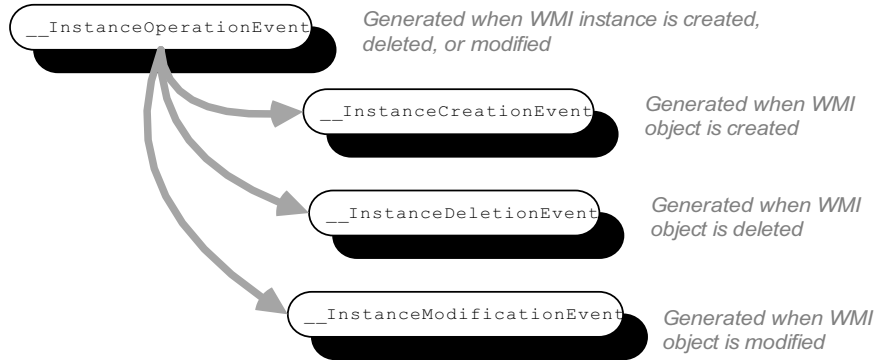 __InstanceOperationEvent
Generated when WMI instance is created,
deleted, or modified
__InstanceCreationEvent
Generated when WMI
object is created
__InstanceDeletionEvent
Generated when WMI
object is deleted
__InstanceModificationEvent
Generated when WMI
object is modified